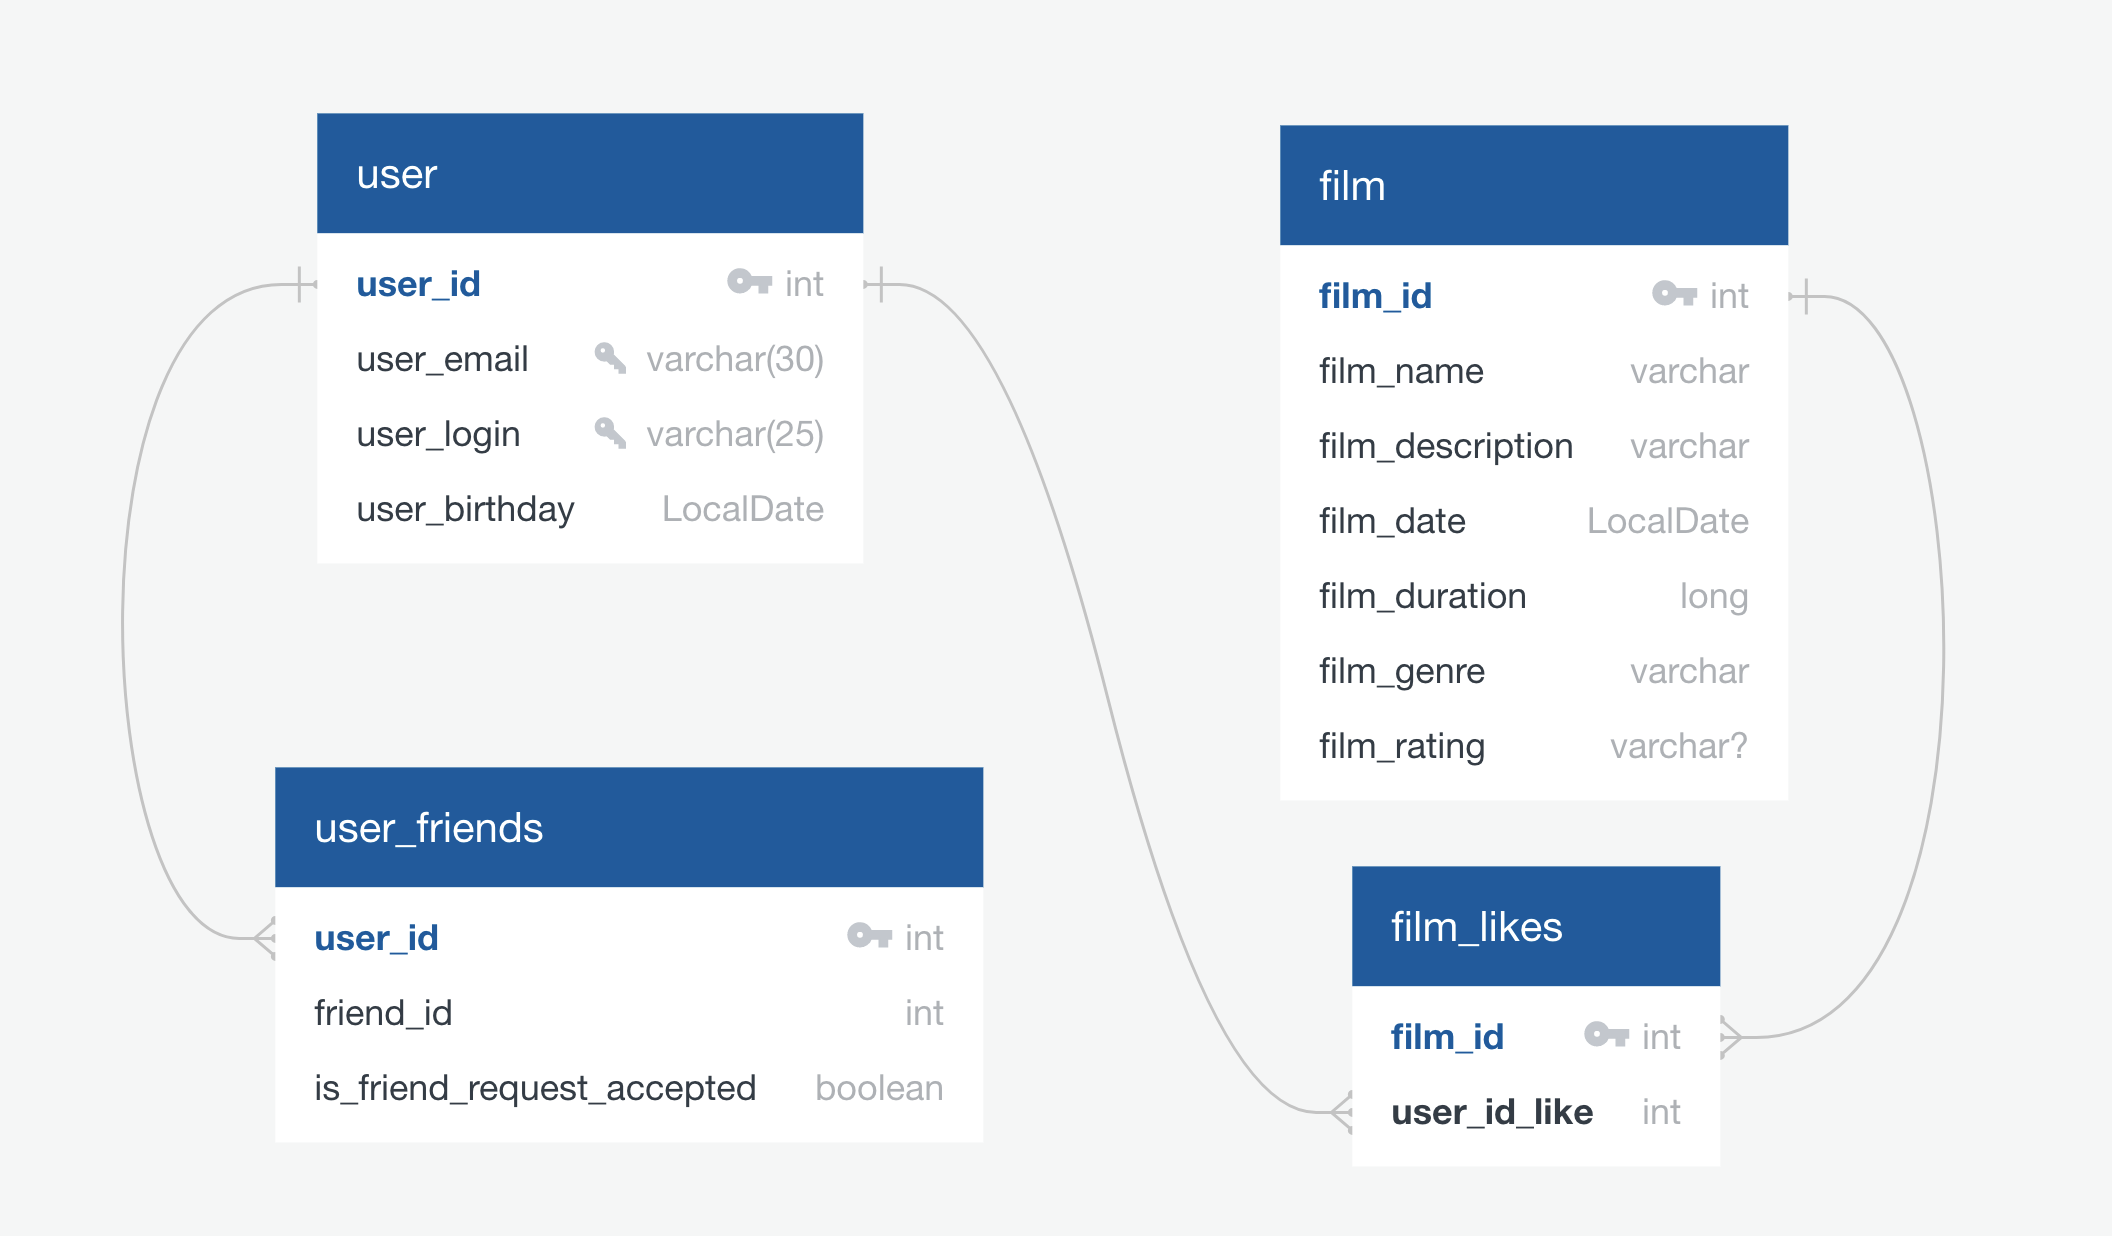 user
user_id int
user_email varchar(30)
user_login varchar(25)
user_birthday LocalDate
film
film_id int
film_name varchar
film_description varchar
film_date LocalDate
film_duration long
film_genre varchar
film_rating varchar?
user_friends
user_id int
friend_id int
is_friend_request_accepted boolean
film_likes
film_id int
user_id_like int